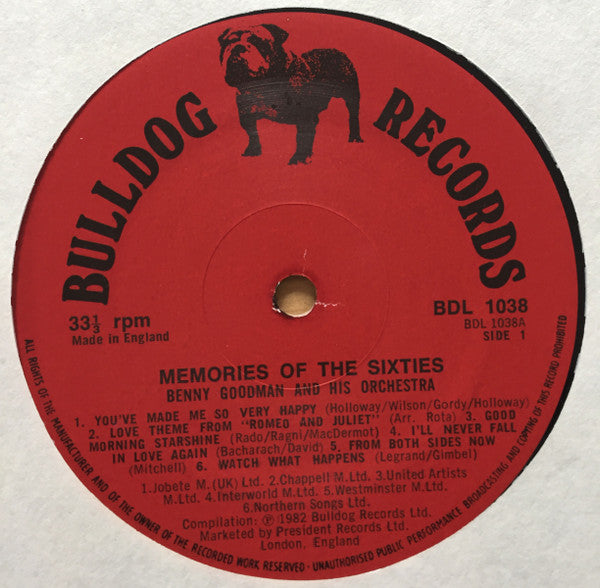 BULLDOG RECORDS
33⅓ rpm
Made in England
BDL 1038
BDL 1038A
SIDE 1
MEMORIES OF THE SIXTIES
BENNY GOODMAN AND HIS ORCHESTRA
1. YOU'VE MADE ME SO VERY HAPPY (Holloway/Wilson/Gordy/Holloway)
2. LOVE THEME FROM "ROMEO AND JULIET" (Arr. Rota) 3. GOOD
MORNING STARSHINE (Rado/Ragni/MacDermot) 4. I'LL NEVER FALL
IN LOVE AGAIN (Bacharach/David) 5. FROM BOTH SIDES NOW
(Mitchell) 6. WATCH WHAT HAPPENS (Legrand/Gimbel)
1.Jobete M.(UK) Ltd. 2.Chappell M.Ltd. 3.United Artists
M.Ltd. 4.Interworld M.Ltd. 5.Westminster M.Ltd.
6.Northern Songs Ltd.
Compilation: ℗ 1982 Bulldog Records Ltd.
Marketed by President Records Ltd.
London, England
ALL RIGHTS OF THE MANUFACTURER AND OF THE OWNER OF THE RECORDED WORK RESERVED - UNAUTHORISED PUBLIC PERFORMANCE BROADCASTING AND COPYING OF THIS RECORD PROHIBITED